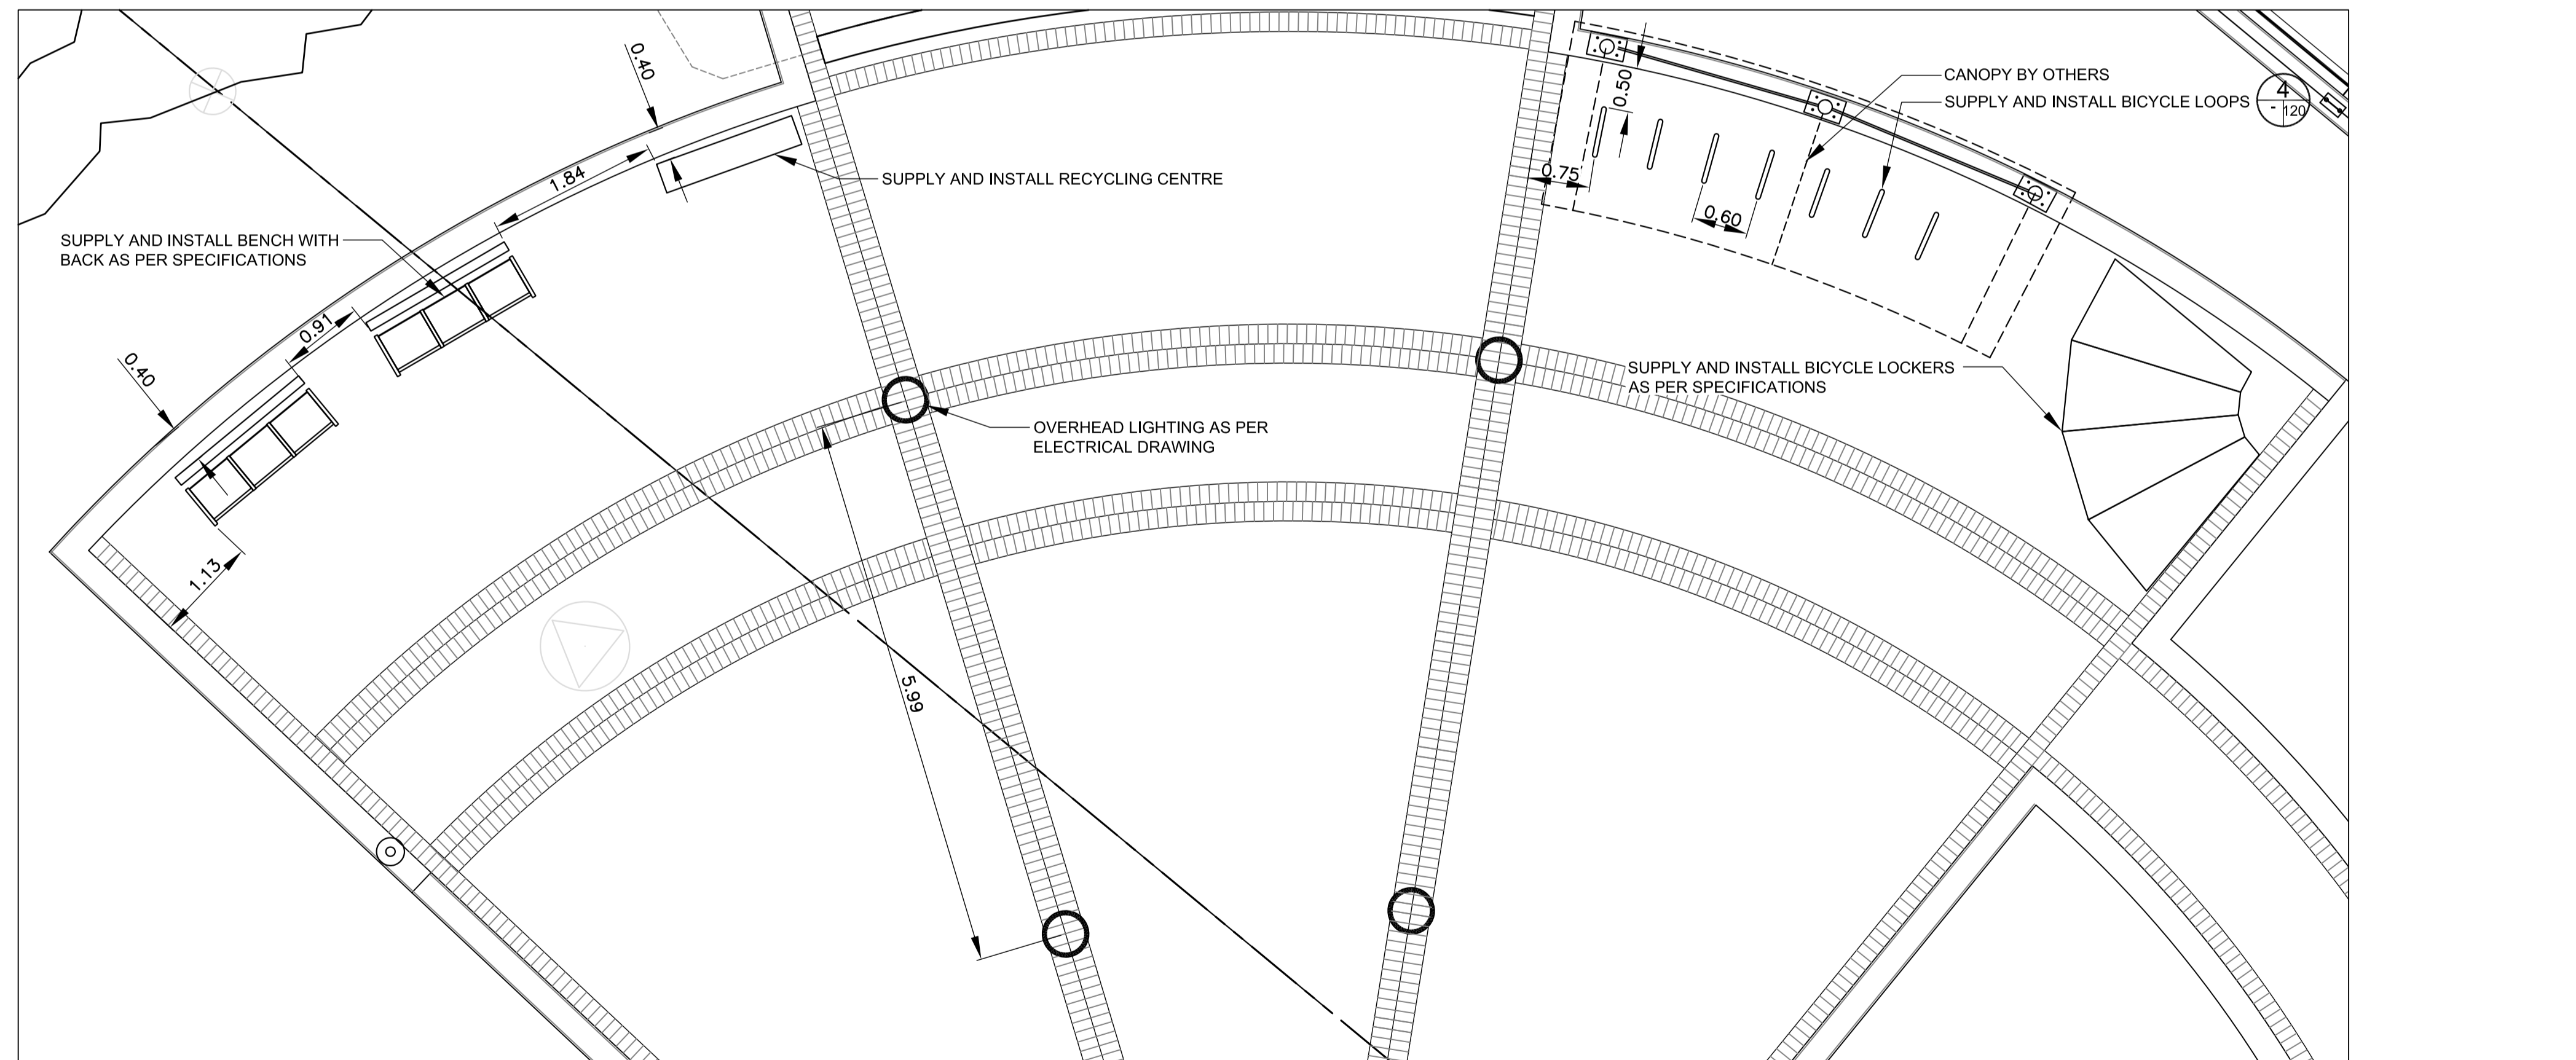 0.40
0.50
CANOPY BY OTHERS
SUPPLY AND INSTALL BICYCLE LOOPS
4
- 120
1.84
SUPPLY AND INSTALL RECYCLING CENTRE
0.75
0.60
SUPPLY AND INSTALL BENCH WITH
BACK AS PER SPECIFICATIONS
0.91
0.40
SUPPLY AND INSTALL BICYCLE LOCKERS
AS PER SPECIFICATIONS
OVERHEAD LIGHTING AS PER
ELECTRICAL DRAWING
1.13
5.99